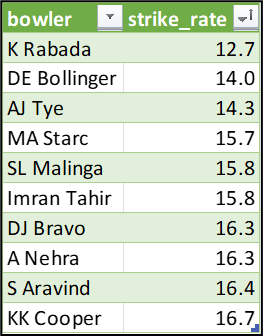 bowler strike_rate
K Rabada 12.7
DE Bollinger 14.0
AJ Tye 14.3
MA Starc 15.7
SL Malinga 15.8
Imran Tahir 15.8
DJ Bravo 16.3
A Nehra 16.3
S Aravind 16.4
KK Cooper 16.7